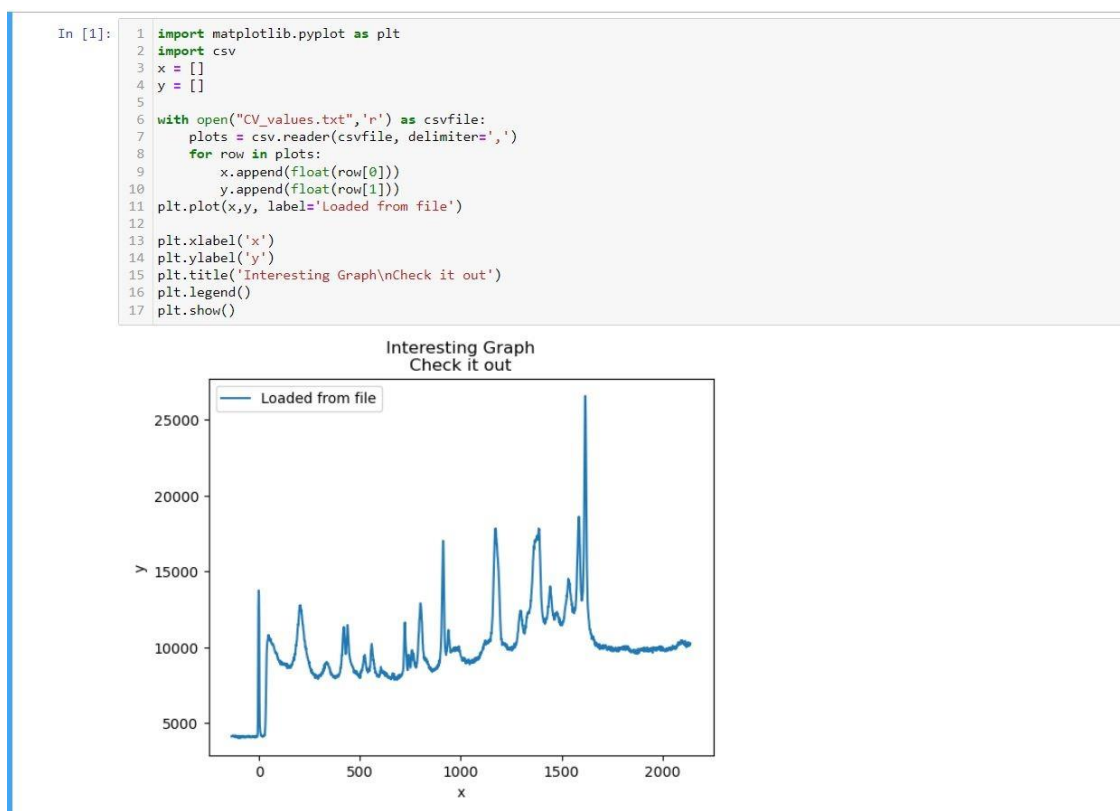 In [1]:
1 import matplotlib.pyplot as plt
2 import csv
3 x = []
4 y = []
5
6 with open("CV_values.txt",'r') as csvfile:
7     plots = csv.reader(csvfile, delimiter=',')
8     for row in plots:
9         x.append(float(row[0]))
10         y.append(float(row[1]))
11 plt.plot(x,y, label='Loaded from file')
12
13 plt.xlabel('x')
14 plt.ylabel('y')
15 plt.title('Interesting Graph\nCheck it out')
16 plt.legend()
17 plt.show()
Interesting Graph
Check it out
Loaded from file
25000
20000
15000
10000
5000
y
0 500 1000 1500 2000
x